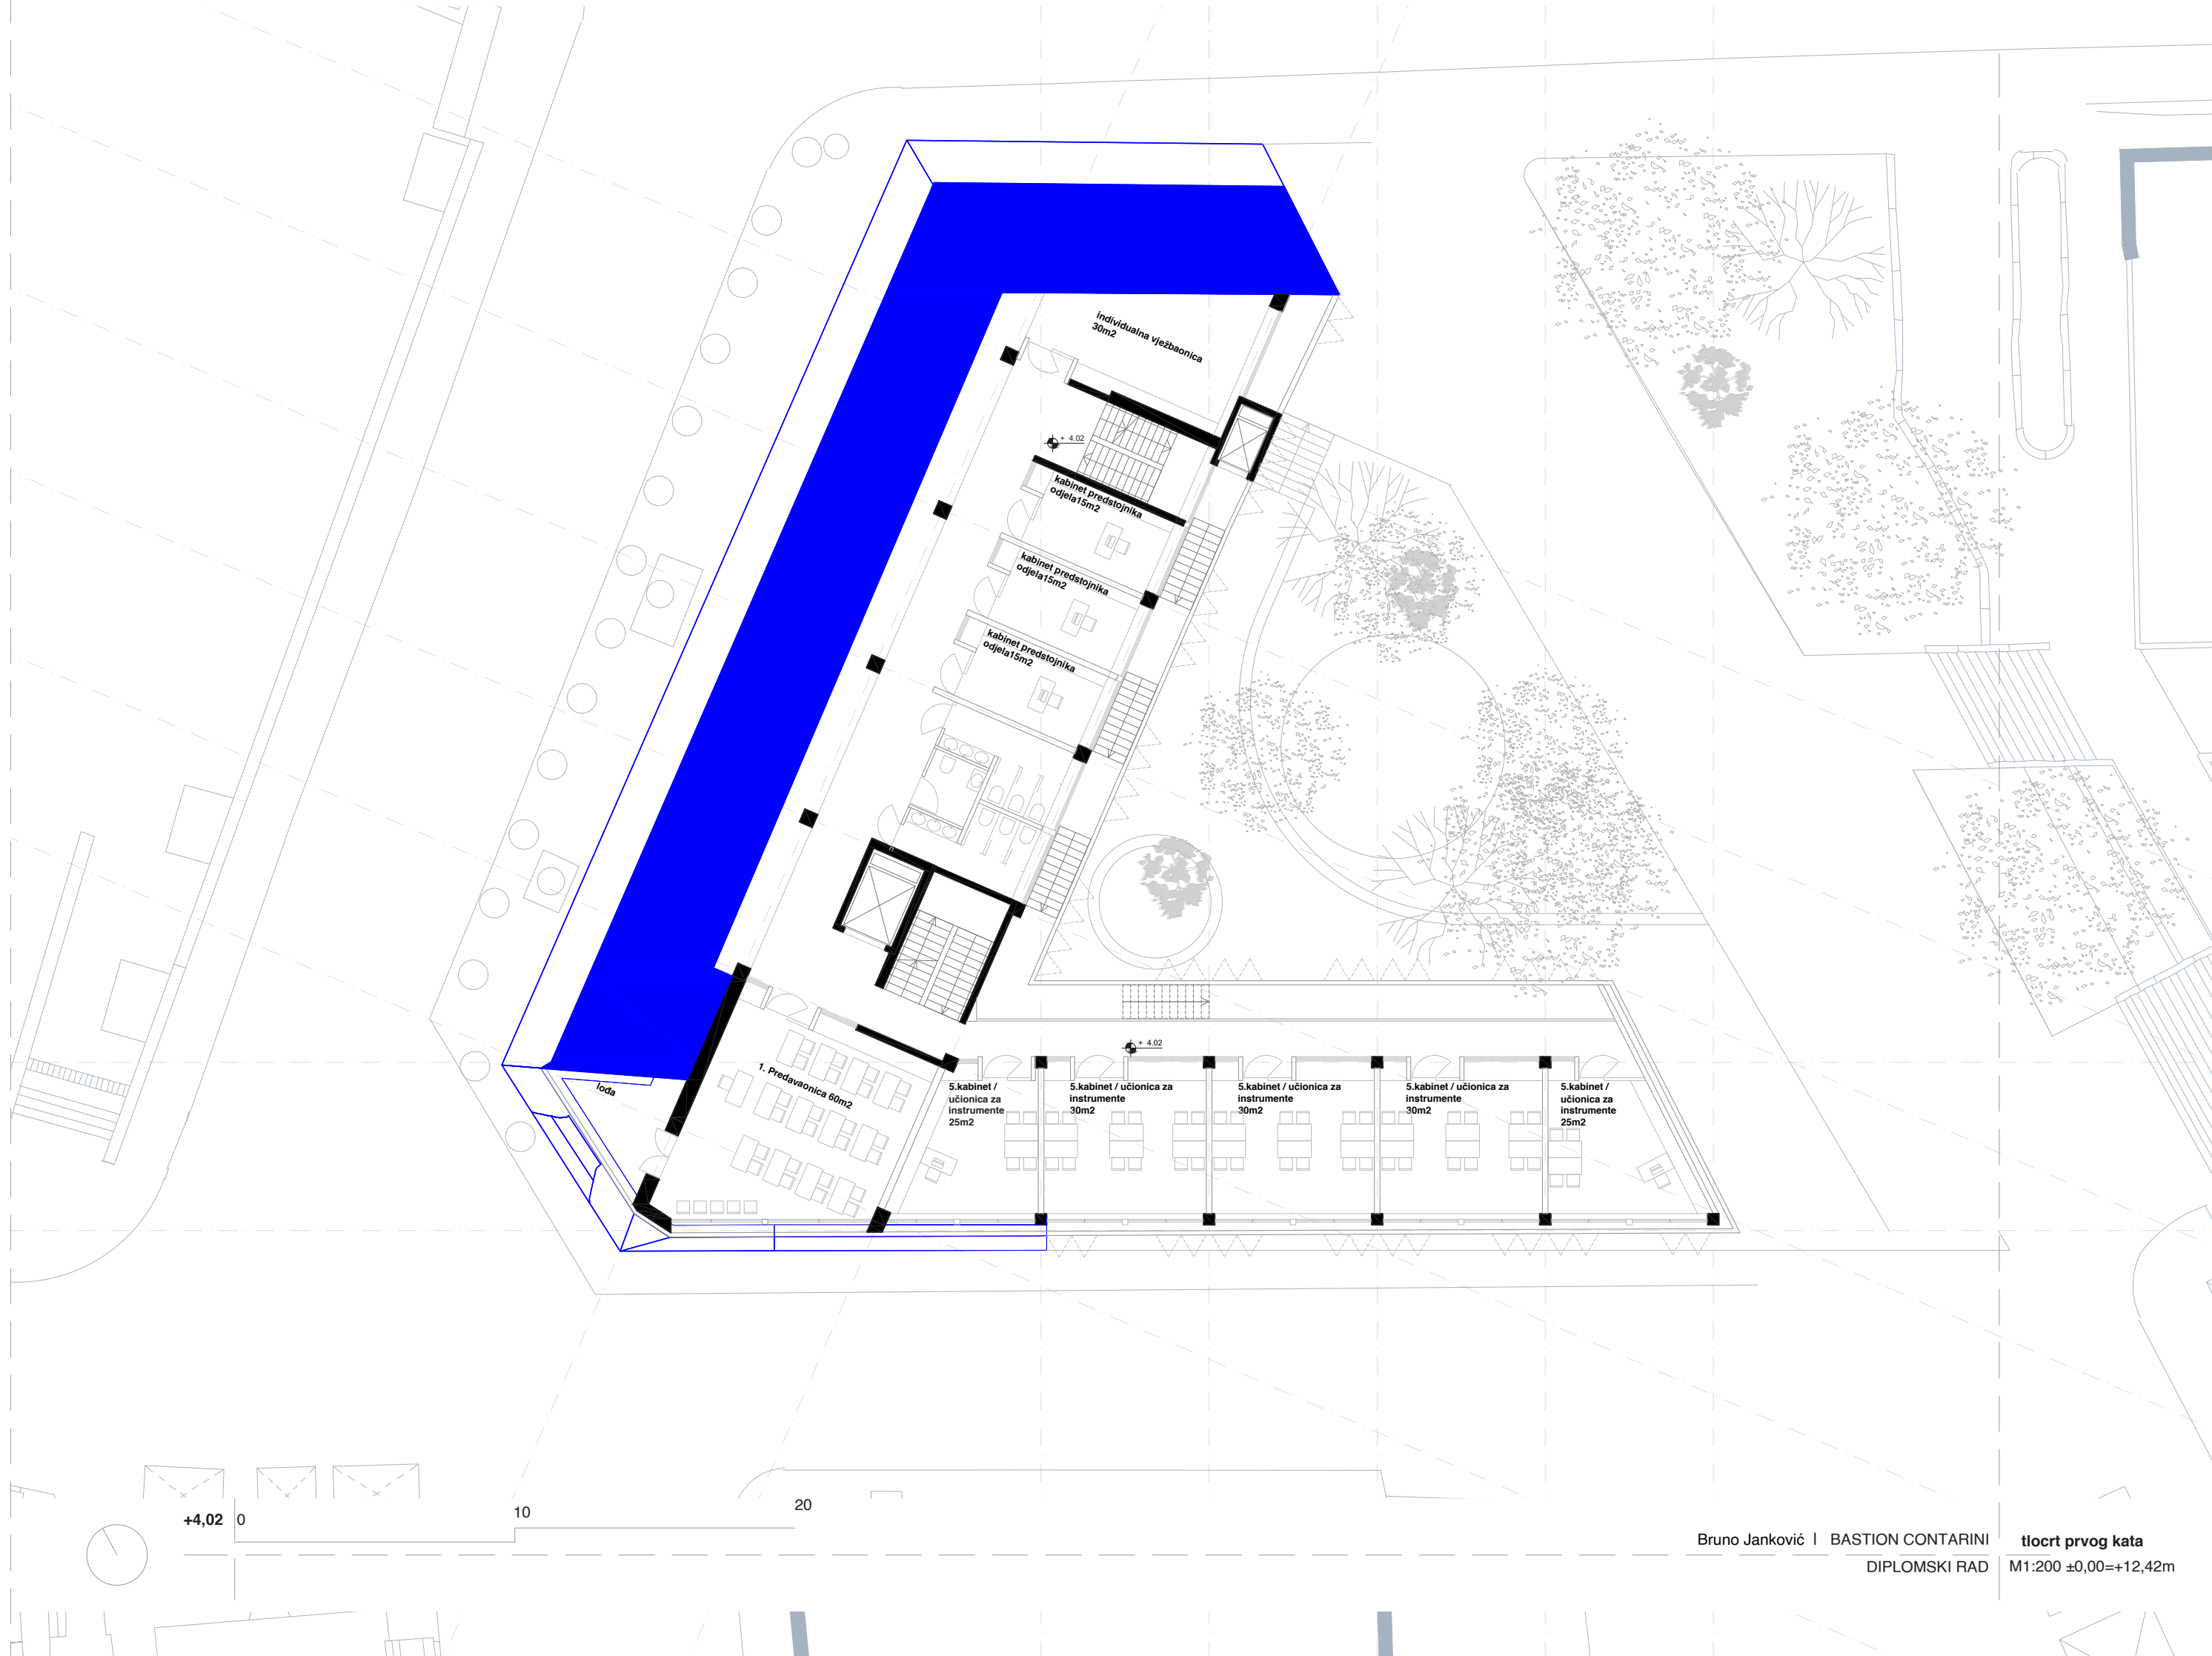 individualna vježbaonica
30m2
+ 4.02
kabinet predstojnika
odjela15m2
kabinet predstojnika
odjela15m2
kabinet predstojnika
odjela15m2
+ 4.02
lođa
1. Predavaonica 60m2
5.kabinet /
učionica za
instrumente
25m2
5.kabinet / učionica za
instrumente
30m2
5.kabinet / učionica za
instrumente
30m2
5.kabinet / učionica za
instrumente
30m2
5.kabinet /
učionica za
instrumente
25m2
+4,02
0
10
20
Bruno Janković | BASTION CONTARINI
DIPLOMSKI RAD
tlocrt prvog kata
M1:200 ±0,00=+12,42m